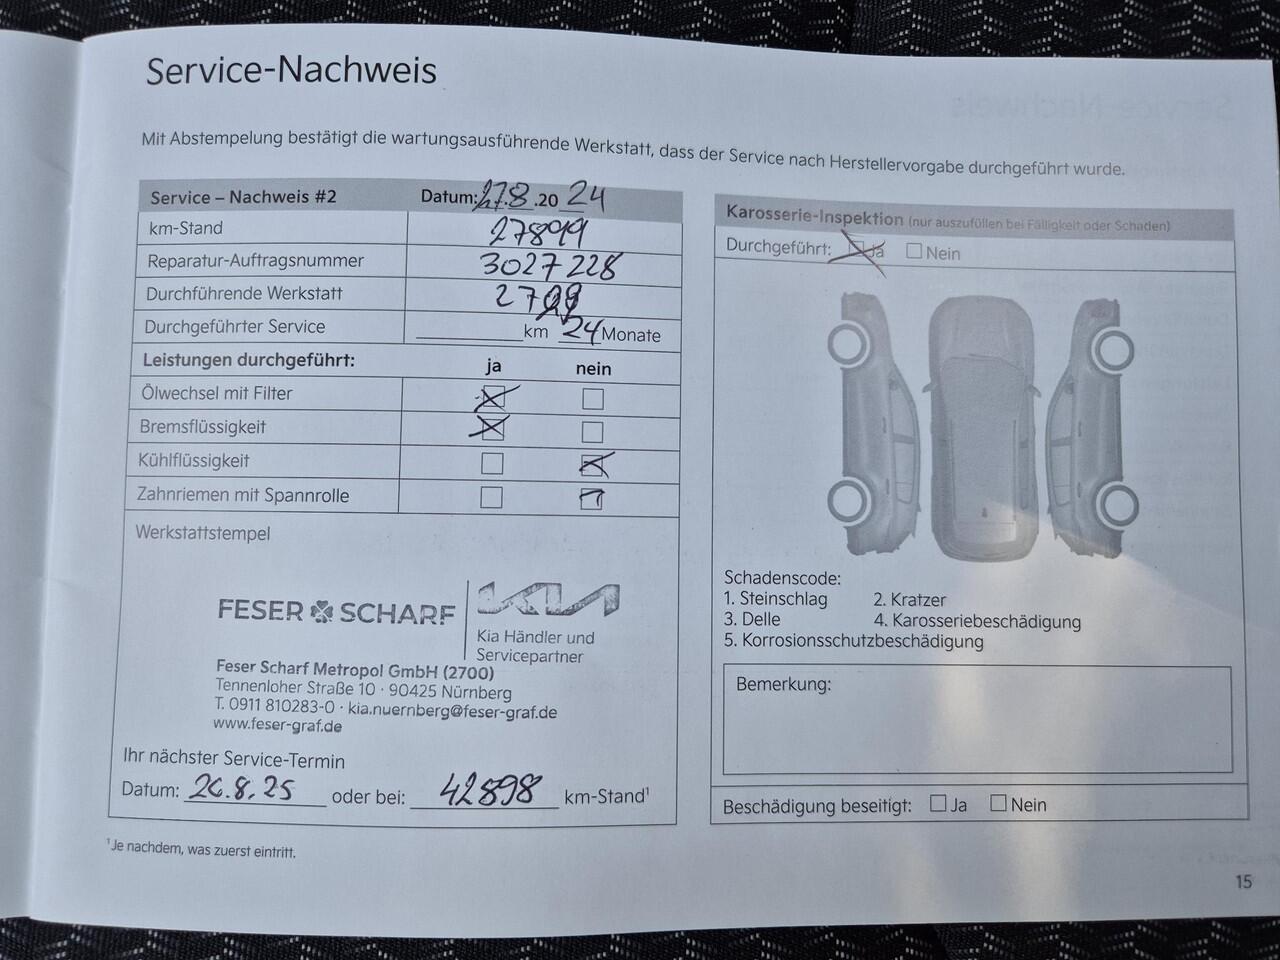 Service-Nachweis
Mit Abstempelung bestätigt die wartungsausführende Werkstatt, dass der Service nach Herstellervorgabe durchgeführt wurde.
Service – Nachweis #2 Datum: 27.8.20 24
km-Stand 27899
Reparatur-Auftragsnummer 3027228
Durchführende Werkstatt
Durchgeführter Service km 24 Monate
Leistungen durchgeführt: ja nein
Ölwechsel mit Filter
Bremsflüssigkeit
Kühlflüssigkeit
Zahnriemen mit Spannrolle
Werkstattstempel
FESER SCHARF KIA
Kia Händler und
Servicepartner
Feser Scharf Metropol GmbH (2700)
Tennenloher Straße 10 · 90425 Nürnberg
T. 0911 810283-0 · kia.nuernberg@feser-graf.de
www.feser-graf.de
Ihr nächster Service-Termin
Datum: 26.8.25 oder bei: 42898 km-Stand¹
¹Je nachdem, was zuerst eintritt.
Karosserie-Inspektion (nur auszufüllen bei Fälligkeit oder Schaden)
Durchgeführt: Ja Nein
Schadenscode:
1. Steinschlag 2. Kratzer
3. Delle 4. Karosseriebeschädigung
5. Korrosionsschutzbeschädigung
Bemerkung:
Beschädigung beseitigt: Ja Nein
15